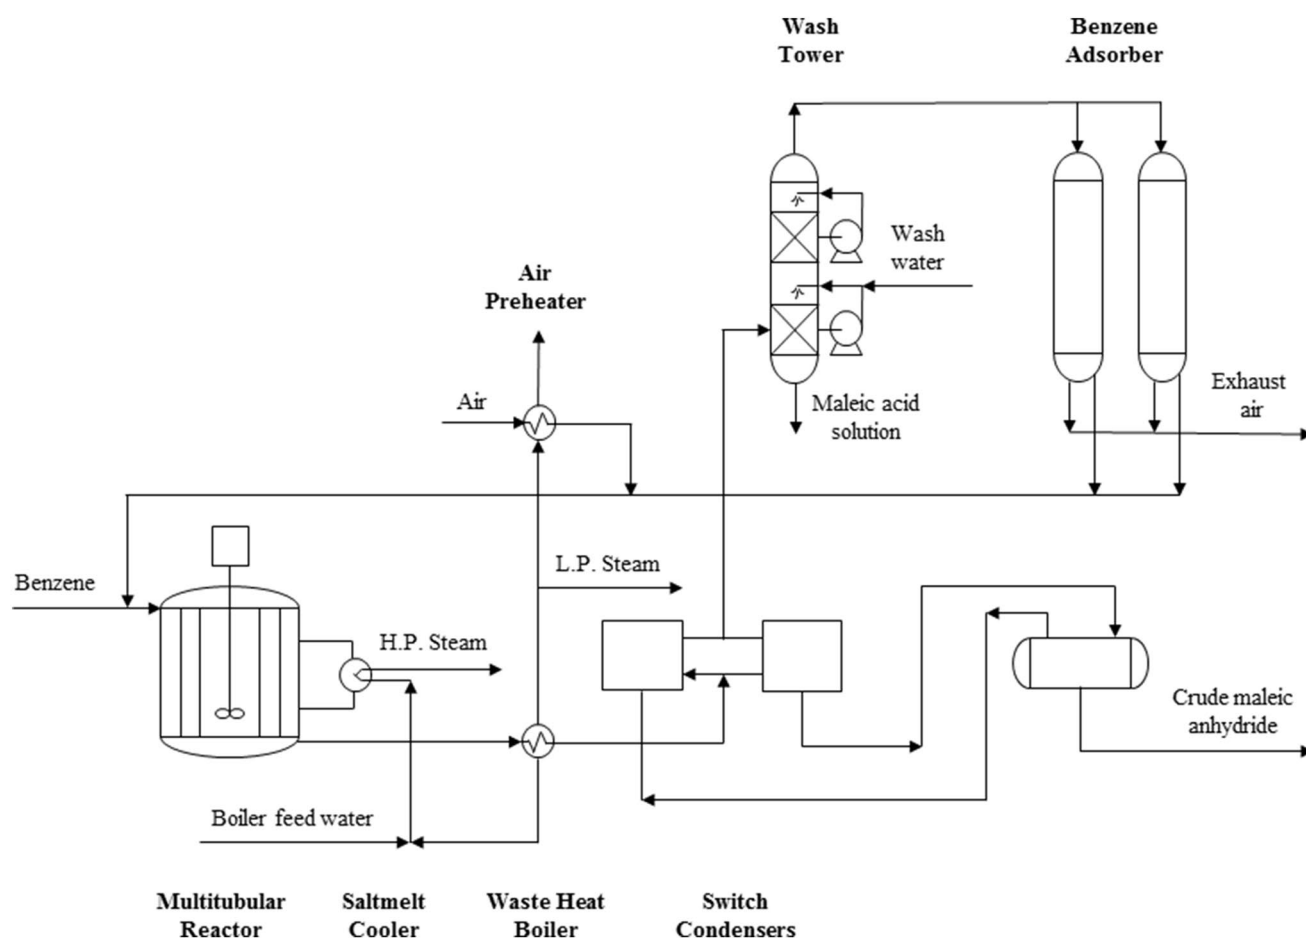 Wash
Tower
Benzene
Adsorber
Wash
water
Air
Preheater
Air
Maleic acid
solution
Exhaust
air
Benzene
L.P. Steam
H.P. Steam
Crude maleic
anhydride
Boiler feed water
Multitubular
Reactor
Saltmelt
Cooler
Waste Heat
Boiler
Switch
Condensers